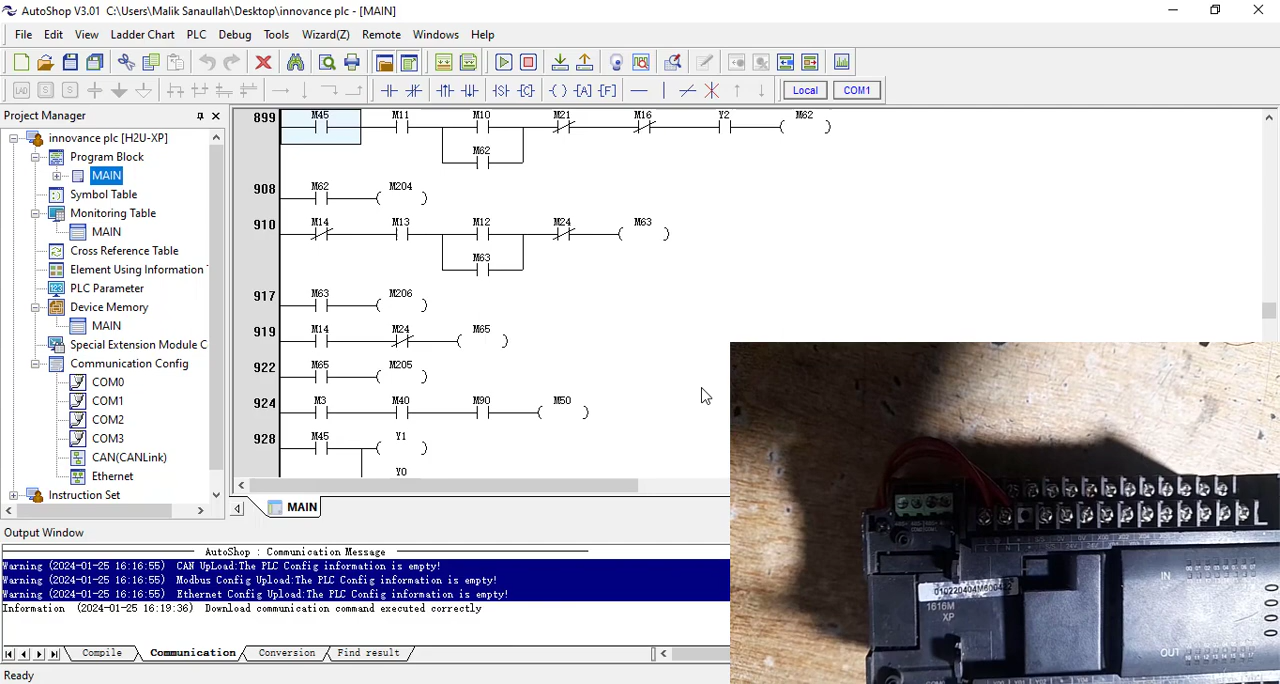 AutoShop V3.01 C:\Users\Malik Sanaullah\Desktop\innovance plc - [MAIN]
File Edit View Ladder Chart PLC Debug Tools Wizard(Z) Remote Windows Help
Local COM1
Project Manager
innovance plc [H2U-XP]
Program Block
MAIN
Symbol Table
Monitoring Table
MAIN
Cross Reference Table
Element Using Information T
PLC Parameter
Device Memory
MAIN
Special Extension Module C
Communication Config
COM0
COM1
COM2
COM3
CAN(CANLink)
Ethernet
Instruction Set
899 M45 M11 M10 M21 M16 Y2 M62
M62
908 M62 M204
910 M14 M13 M12 M24 M63
M63
917 M63 M206
919 M14 M24 M65
922 M65 M205
924 M3 M40 M90 M50
928 M45 Y1
Y0
MAIN
Output Window
AutoShop : Communication Message
Warning (2024-01-25 16:16:55) CAN UpLoad:The PLC Config information is empty!
Warning (2024-01-25 16:16:55) Modbus Config Upload:The PLC Config information is empty!
Warning (2024-01-25 16:16:55) Ethernet Config Upload:The PLC Config information is empty!
Information (2024-01-25 16:19:36) Download communication command executed correctly
Compile Communication Conversion Find result
Ready
1616M
XP
IN
OUT